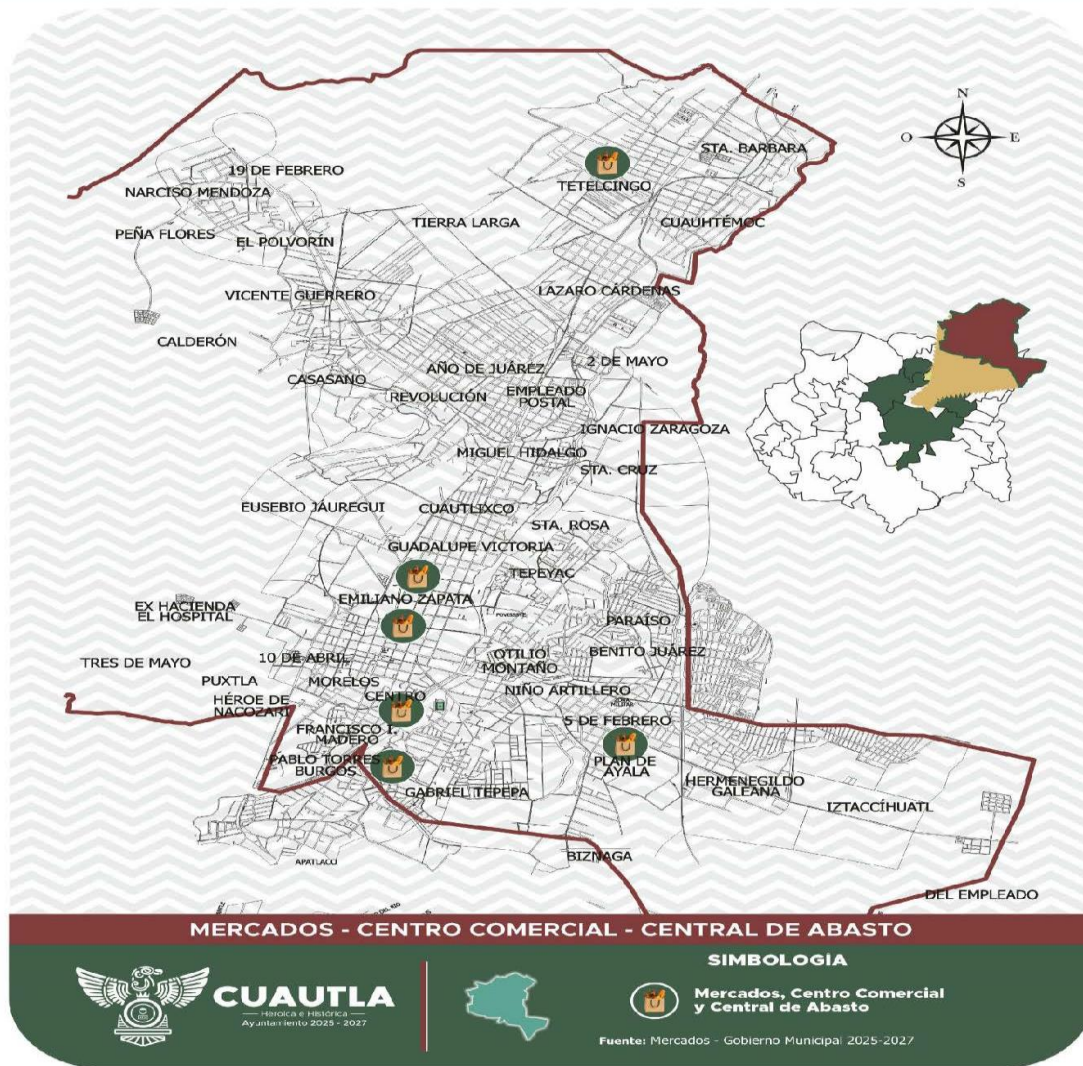 N
O
E
S
STA. BARBARA
19 DE FEBRERO
TETELCINGO
NARCISO MENDOZA
TIERRA LARGA
CUAUHTÉMOC
PEÑA FLORES
EL POLVORÍN
LÁZARO CÁRDENAS
VICENTE GUERRERO
CALDERÓN
2 DE MAYO
AÑO DE JUÁREZ
CASASANO
REVOLUCIÓN
EMPLEADO
POSTAL
IGNACIO ZARAGOZA
MIGUEL HIDALGO
STA. CRUZ
EUSEBIO JÁUREGUI
CUAUTLIXCO
STA. ROSA
GUADALUPE VICTORIA
TEPEYAC
EMILIANO ZAPATA
EX HACIENDA
EL HOSPITAL
PARAÍSO
OTILIO
MONTAÑO
BENITO JUÁREZ
10 DE ABRIL
TRES DE MAYO
PUXTLA
MORELOS
NIÑO ARTILLERO
CENTRO
HÉROE DE
NACOZARI
5 DE FEBRERO
FRANCISCO I.
MADERO
PABLO TORRES
BURGOS
PLAN DE
AYALA
HERMENEGILDO
GALEANA
GABRIEL TEPEPA
IZTACCÍHUATL
BIZNAGA
DEL EMPLEADO
MERCADOS - CENTRO COMERCIAL - CENTRAL DE ABASTO
CUAUTLA
Heroica e Histórica
Ayuntamiento 2025 - 2027
SIMBOLOGÍA
Mercados, Centro Comercial
y Central de Abasto
Fuente: Mercados - Gobierno Municipal 2025-2027